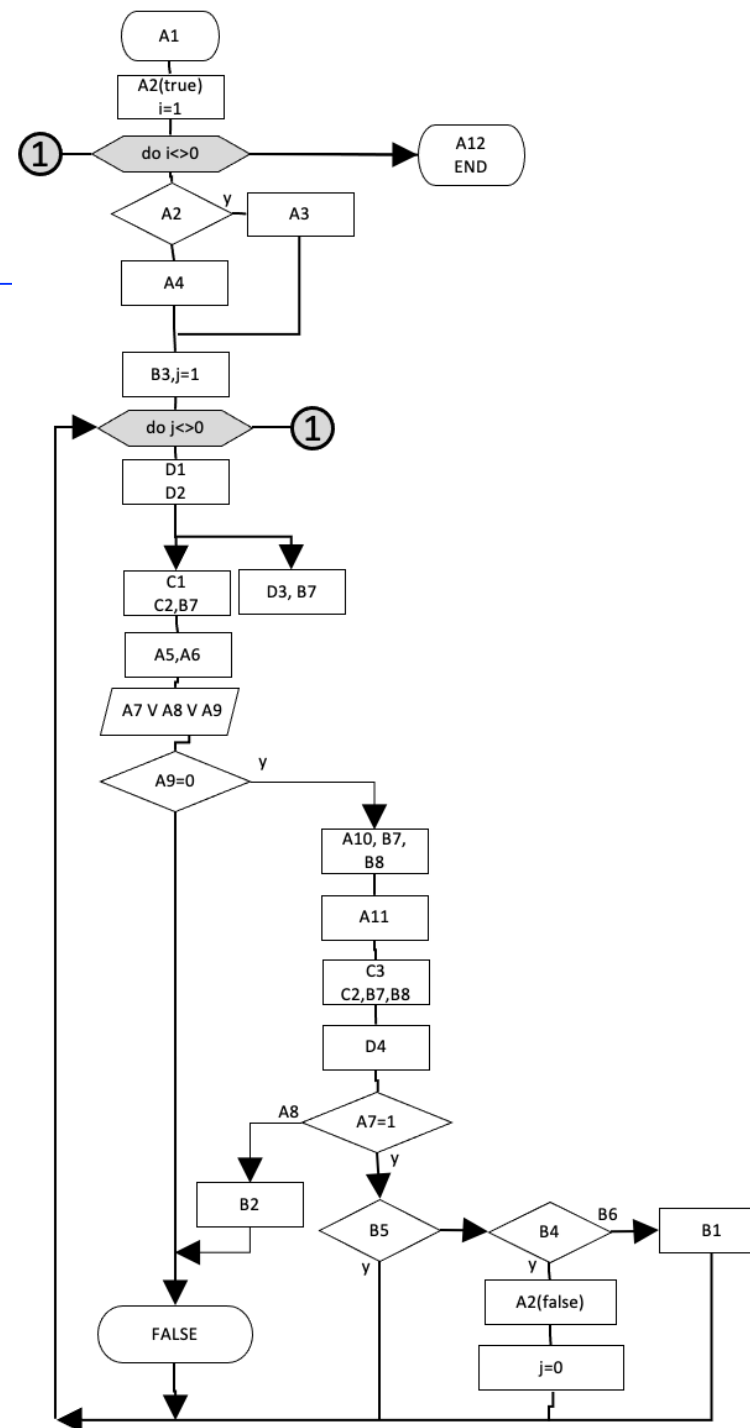 A1
A2(true)
i=1
1
do i<>0
A12
END
A2
y
A3
A4
B3,j=1
do j<>0
1
D1
D2
C1
C2,B7
D3, B7
A5,A6
A7 V A8 V A9
A9=0
y
A10, B7,
B8
A11
C3
C2,B7,B8
D4
A7=1
A8
y
B2
B5
y
B4
B6
y
B1
A2(false)
FALSE
j=0